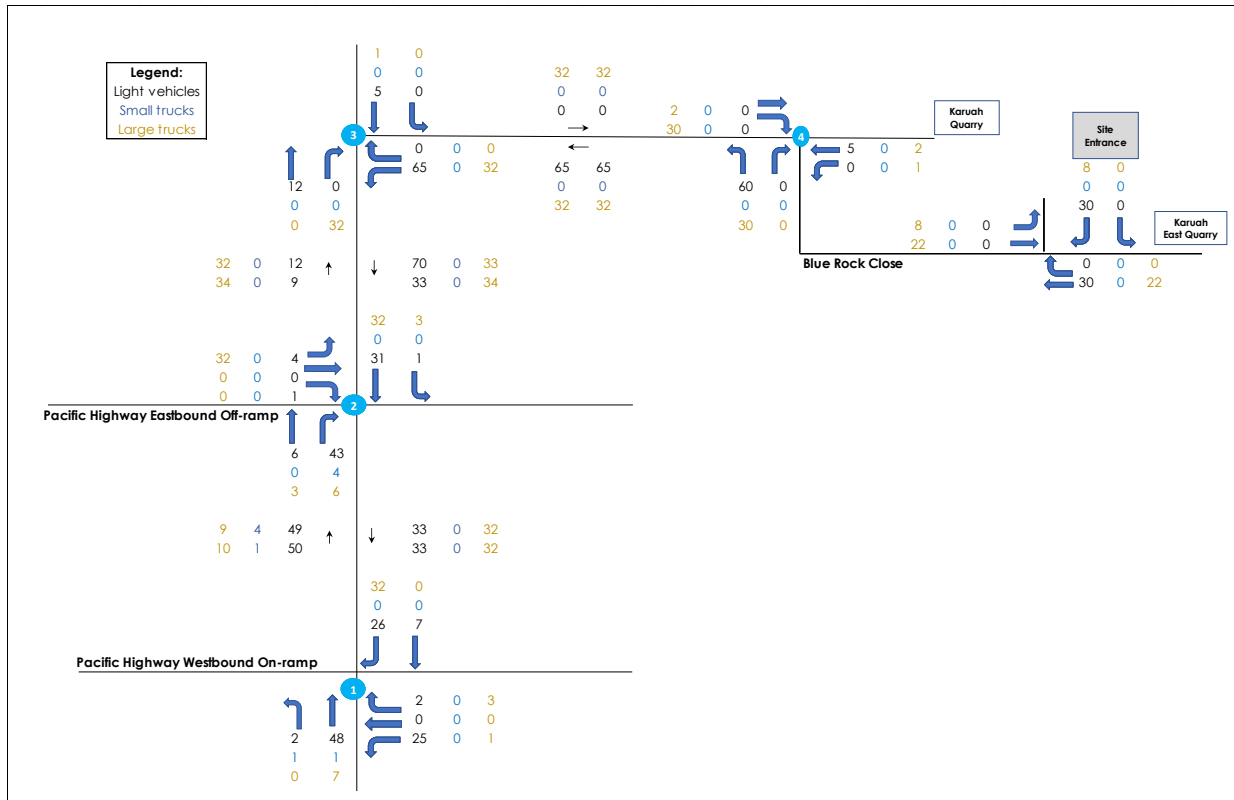 1 0
Legend: 0 0 32 32
Light vehicles 5 0 0 0
Small trucks 0 0
Large trucks 2 0 0 Karuah
Quarry
30 0 0
3 4
Site
Entrance
0 0 0 5 0 2
65 0 32 65 65 0 0 1 8 0
12 0 0 0 60 0 0 0
0 0 32 32 0 0 30 0
0 32 30 0 8 0 0 Karuah
East Quarry
22 0 0
32 0 12 70 0 33 Blue Rock Close 0 0 0
34 0 9 33 0 34 30 0 22
32 3
0 0
32 0 4 31 1
0 0 0
0 0 1
Pacific Highway Eastbound Off-ramp 2
6 43
0 4
3 6
9 4 49 33 0 32
10 1 50 33 0 32
32 0
0 0
26 7
Pacific Highway Westbound On-ramp
1
2 0 3
0 0 0
2 48 25 0 1
1 1
0 7